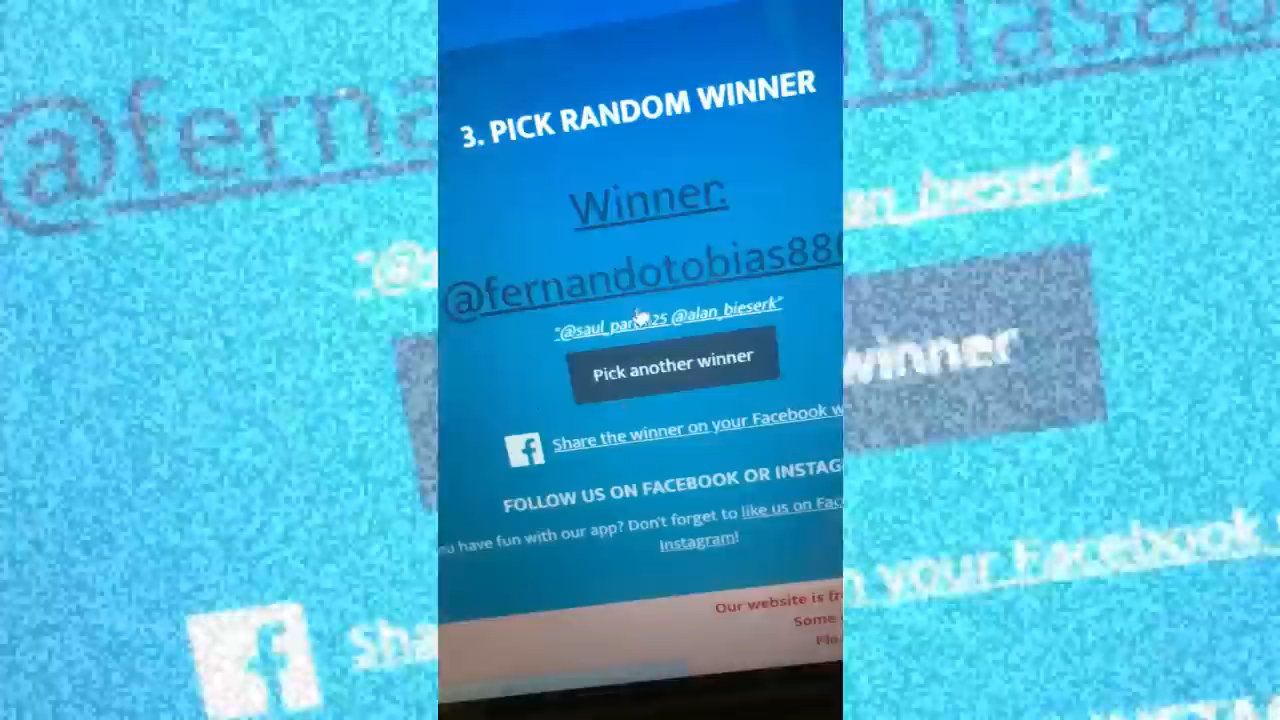 3. PICK RANDOM WINNER
Winner:
@fernandotobias88
"@saul_par 25 @alan_bieserk"
Pick another winner
Share the winner on your Facebook
FOLLOW US ON FACEBOOK OR INSTAG
have fun with our app? Don't forget to like us on Fac
Instagram!
Our website is
Some